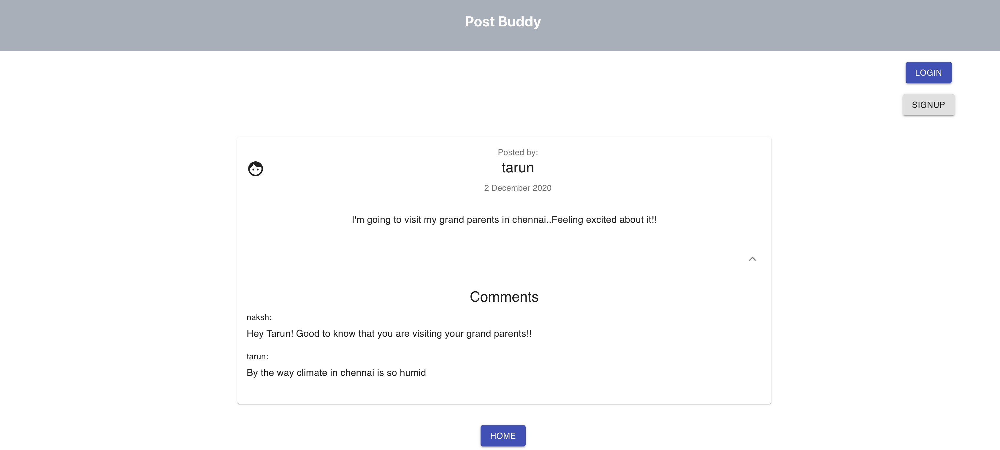 Post Buddy
LOGIN
SIGNUP
Posted by:
tarun
2 December 2020
I'm going to visit my grand parents in chennai..Feeling excited about it!!
Comments
naksh:
Hey Tarun! Good to know that you are visiting your grand parents!!
tarun:
By the way climate in chennai is so humid
HOME